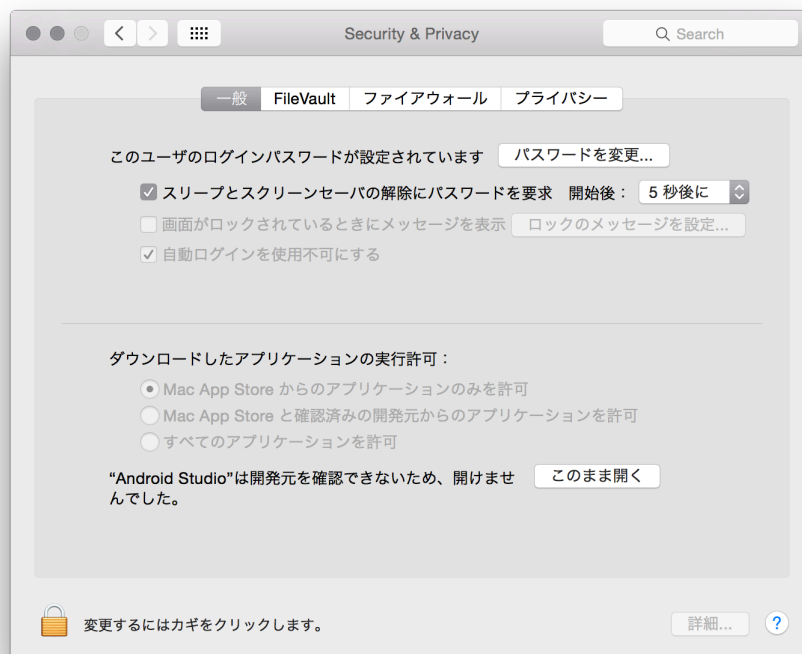 Security & Privacy
Search
一般 FileVault ファイアウォール プライバシー
このユーザのログインパスワードが設定されています パスワードを変更...
スリープとスクリーンセーバの解除にパスワードを要求 開始後： 5 秒後に
画面がロックされているときにメッセージを表示 ロックのメッセージを設定...
自動ログインを使用不可にする
ダウンロードしたアプリケーションの実行許可：
Mac App Store からのアプリケーションのみを許可
Mac App Store と確認済みの開発元からのアプリケーションを許可
すべてのアプリケーションを許可
“Android Studio”は開発元を確認できないため、開けませ このまま開く
んでした。
変更するにはカギをクリックします。 詳細... ?